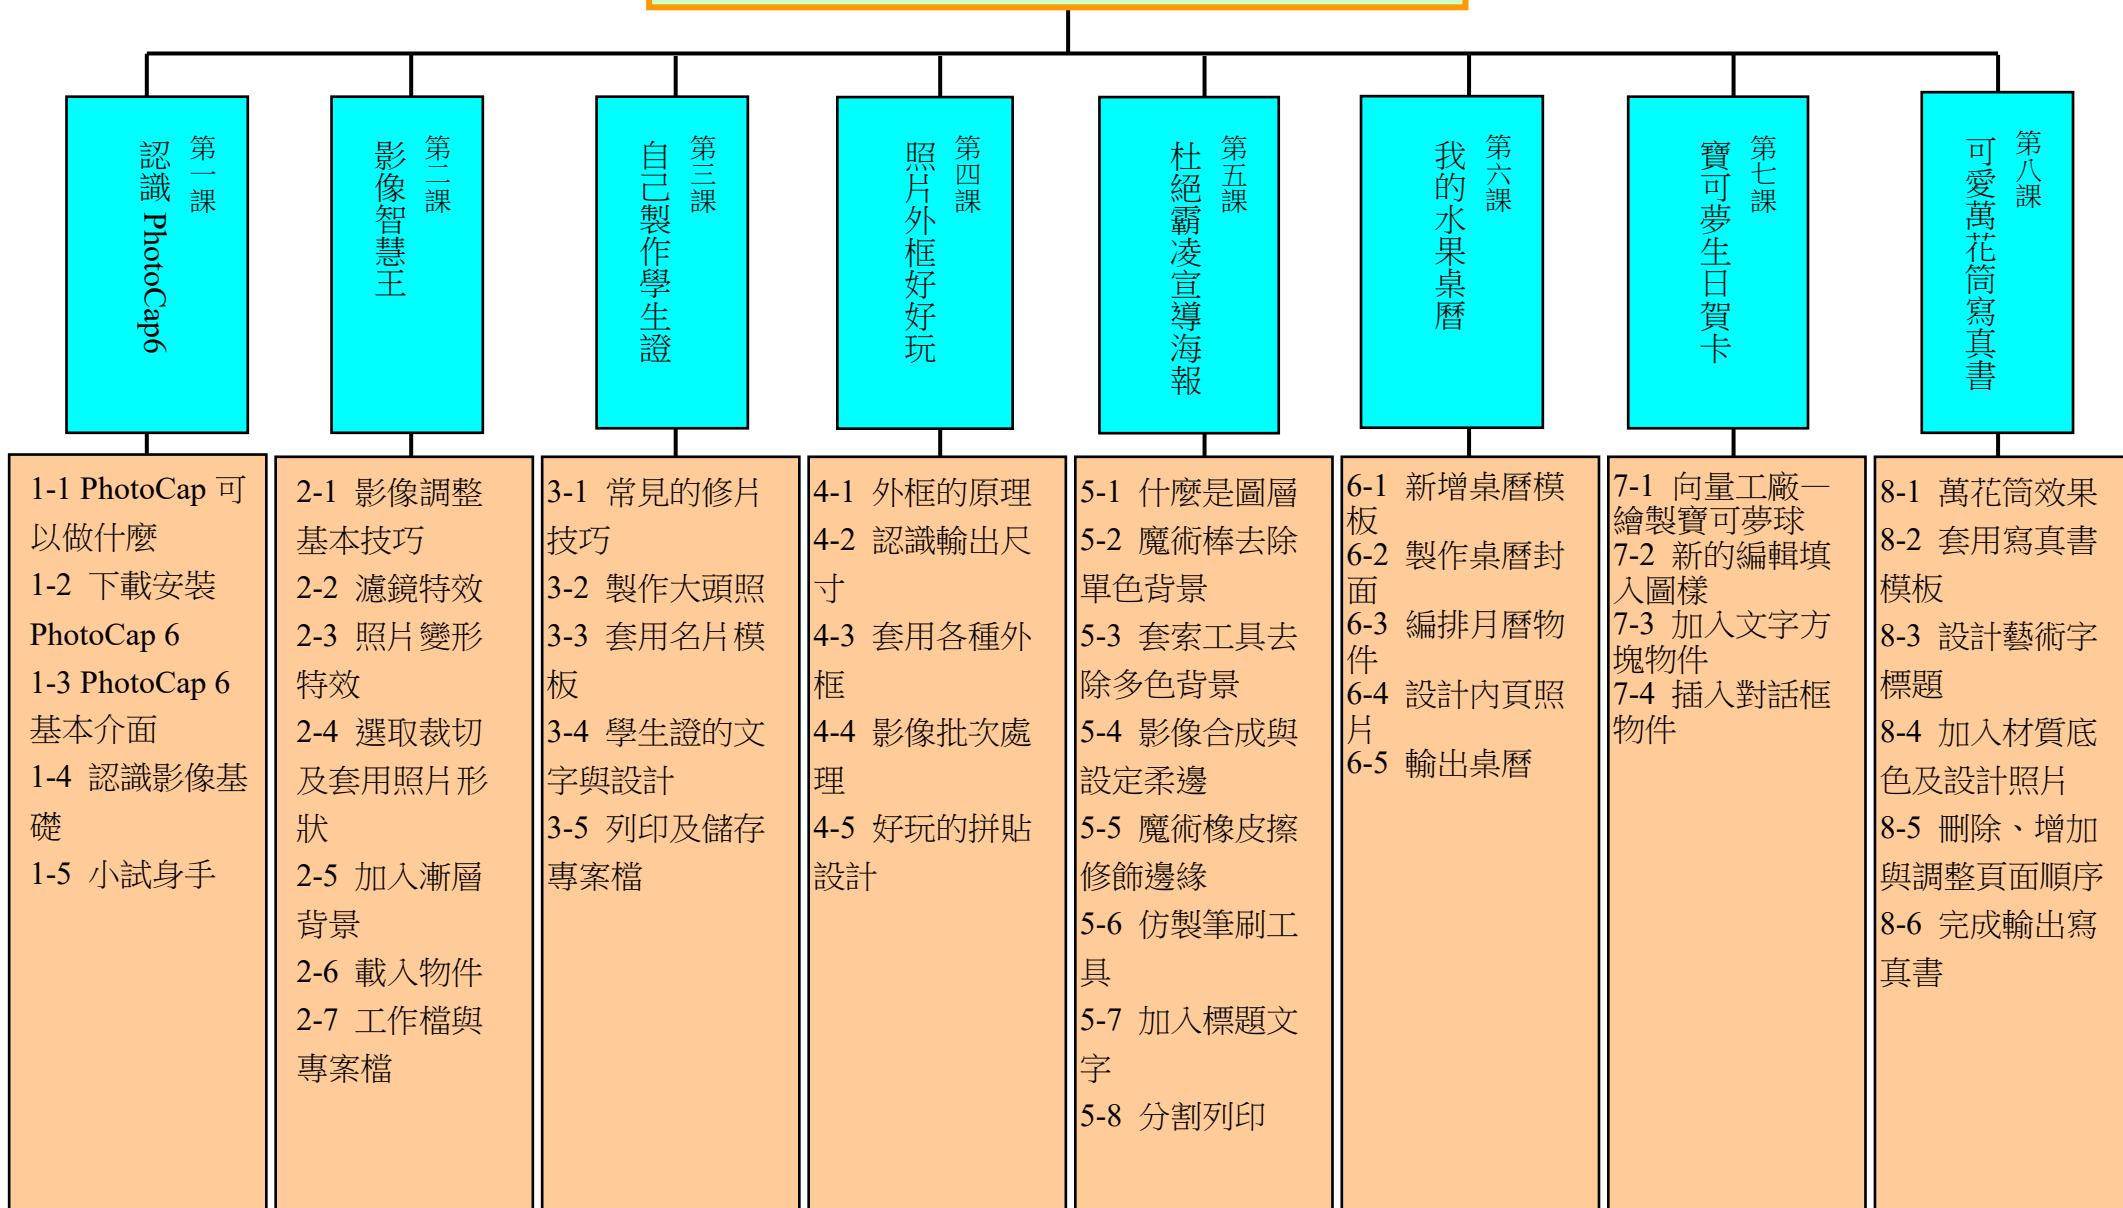 第一課
認識 PhotoCap6
第二課
影像智慧王
第三課
自己製作學生證
第四課
照片外框好好玩
第五課
杜絕霸凌宣導海報
第六課
我的水果桌曆
第七課
寶可夢生日賀卡
第八課
可愛萬花筒寫真書
1-1 PhotoCap 可
以做什麼
1-2 下載安裝
PhotoCap 6
1-3 PhotoCap 6
基本介面
1-4 認識影像基
礎
1-5 小試身手
2-1 影像調整
基本技巧
2-2 濾鏡特效
2-3 照片變形
特效
2-4 選取裁切
及套用照片形
狀
2-5 加入漸層
背景
2-6 載入物件
2-7 工作檔與
專案檔
3-1 常見的修片
技巧
3-2 製作大頭照
3-3 套用名片模
板
3-4 學生證的文
字與設計
3-5 列印及儲存
專案檔
4-1 外框的原理
4-2 認識輸出尺
寸
4-3 套用各種外
框
4-4 影像批次處
理
4-5 好玩的拼貼
設計
5-1 什麼是圖層
5-2 魔術棒去除
單色背景
5-3 套索工具去
除多色背景
5-4 影像合成與
設定柔邊
5-5 魔術橡皮擦
修飾邊緣
5-6 仿製筆刷工
具
5-7 加入標題文
字
5-8 分割列印
6-1 新增桌曆模
板
6-2 製作桌曆封
面
6-3 編排月曆物
件
6-4 設計內頁照
片
6-5 輸出桌曆
7-1 向量工廠—
繪製寶可夢球
7-2 新的編輯填
入圖樣
7-3 加入文字方
塊物件
7-4 插入對話框
物件
8-1 萬花筒效果
8-2 套用寫真書
模板
8-3 設計藝術字
標題
8-4 加入材質底
色及設計照片
8-5 刪除、增加
與調整頁面順序
8-6 完成輸出寫
真書